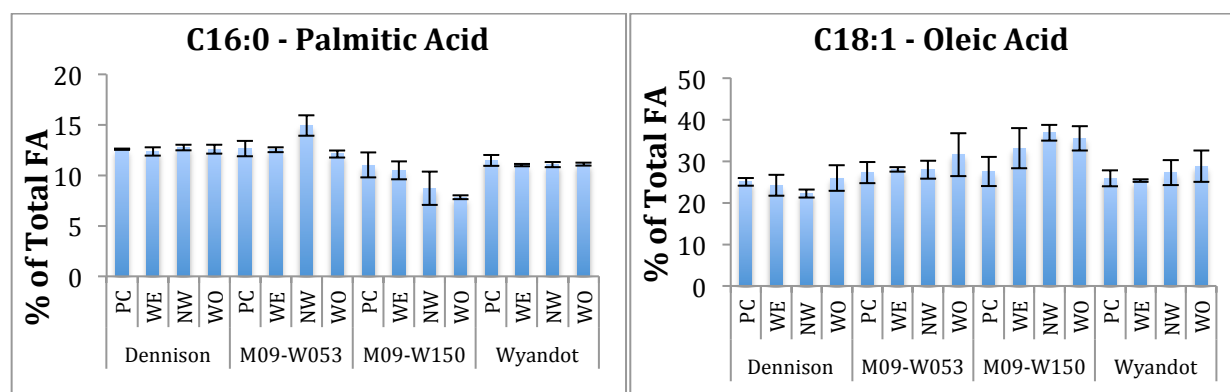 C16:0 - Palmitic Acid
% of Total FA
20
15
10
5
0
PC WE NW WO PC WE NW WO PC WE NW WO PC WE NW WO
Dennison M09-W053 M09-W150 Wyandot
C18:1 - Oleic Acid
% of Total FA
50
40
30
20
10
0
PC WE NW WO PC WE NW WO PC WE NW WO PC WE NW WO
Dennison M09-W053 M09-W150 Wyandot